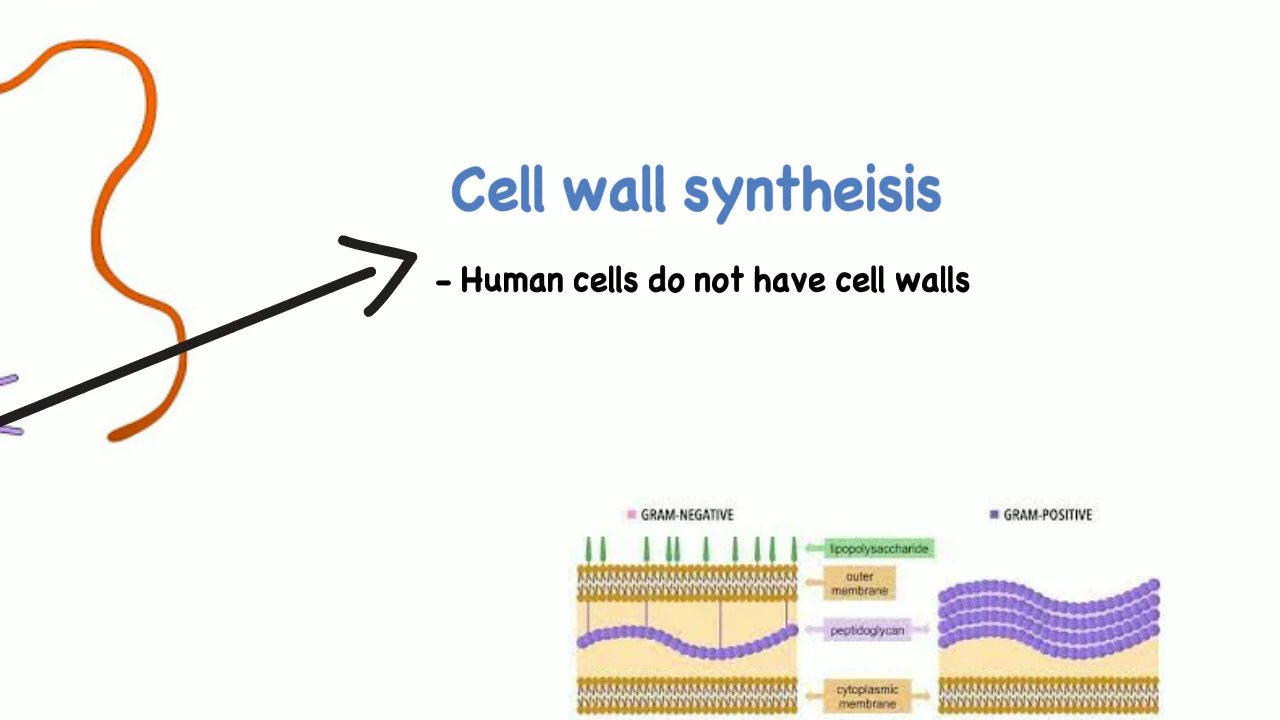 Cell wall syntheisis
- Human cells do not have cell walls
GRAM-NEGATIVE
GRAM-POSITIVE
lipopolysaccharide
outer
membrane
peptidoglycan
cytoplasmic
membrane